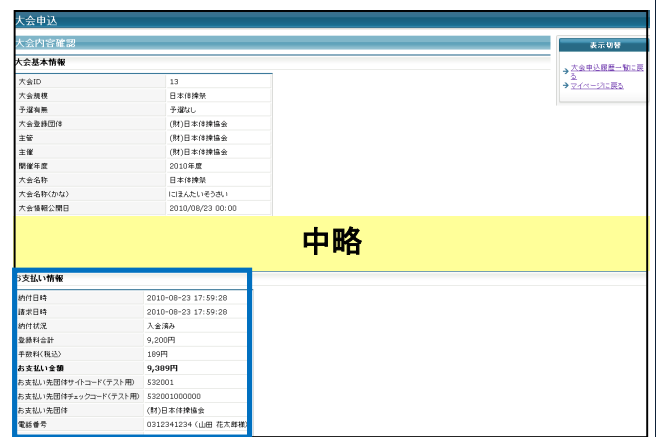 大会申込
大会内容確認
大会基本情報
大会ID 13
大会規模 日本体操祭
予選有無 予選なし
大会登録団体 (財)日本体操協会
主管 (財)日本体操協会
主催 (財)日本体操協会
開催年度 2010年度
大会名称 日本体操祭
大会名称(かな) にほんたいそうさい
大会情報公開日 2010/08/23 00:00
表示切替
大会申込履歴一覧に戻
る
マイページに戻る
中略
お支払い情報
納付日時 2010-08-23 17:59:28
請求日時 2010-08-23 17:59:28
納付状況 入金済み
登録料合計 9,200円
手数料(税込) 189円
お支払い金額 9,389円
お支払い先団体サイトコード(テスト用) 532001
お支払い先団体チェックコード(テスト用) 532001000000
お支払い先団体 (財)日本体操協会
電話番号 0312341234 (山田 花太郎様)